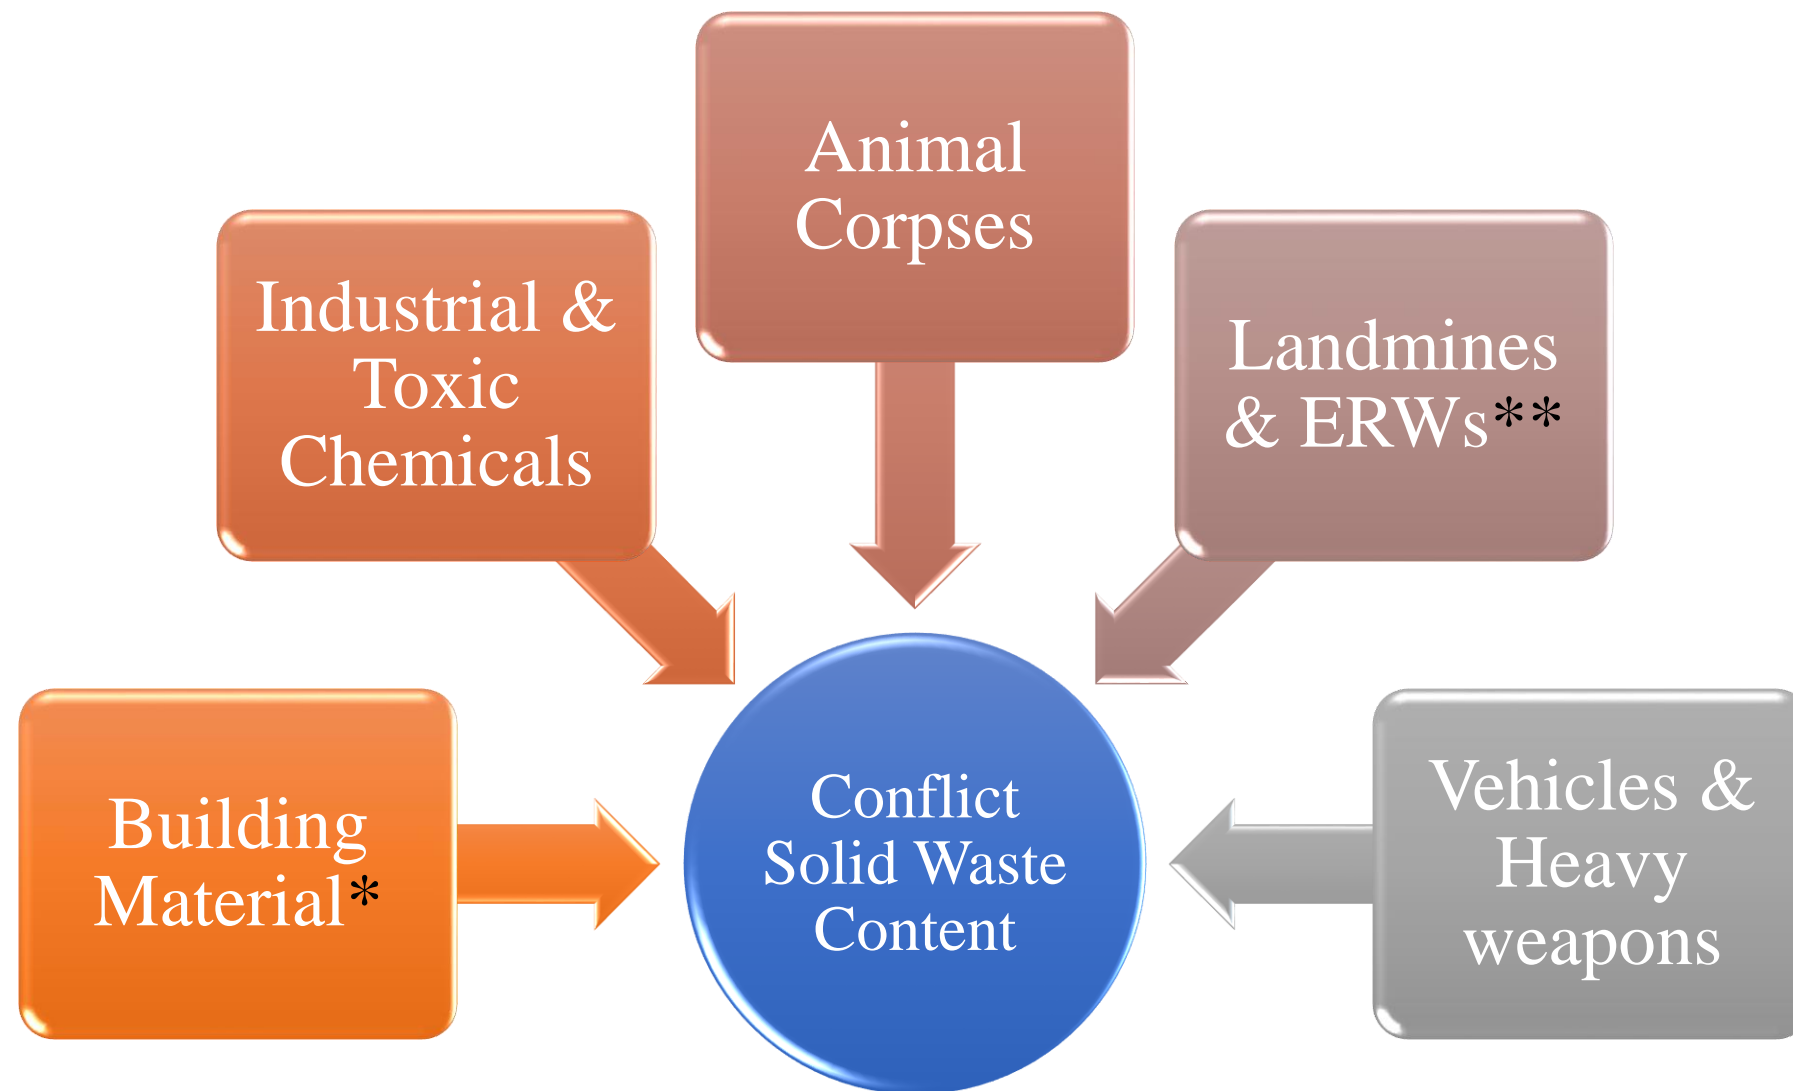 Animal
Corpses
Industrial &
Toxic
Chemicals
Landmines
& ERWs**
Building
Material*
Conflict
Solid Waste
Content
Vehicles &
Heavy
weapons